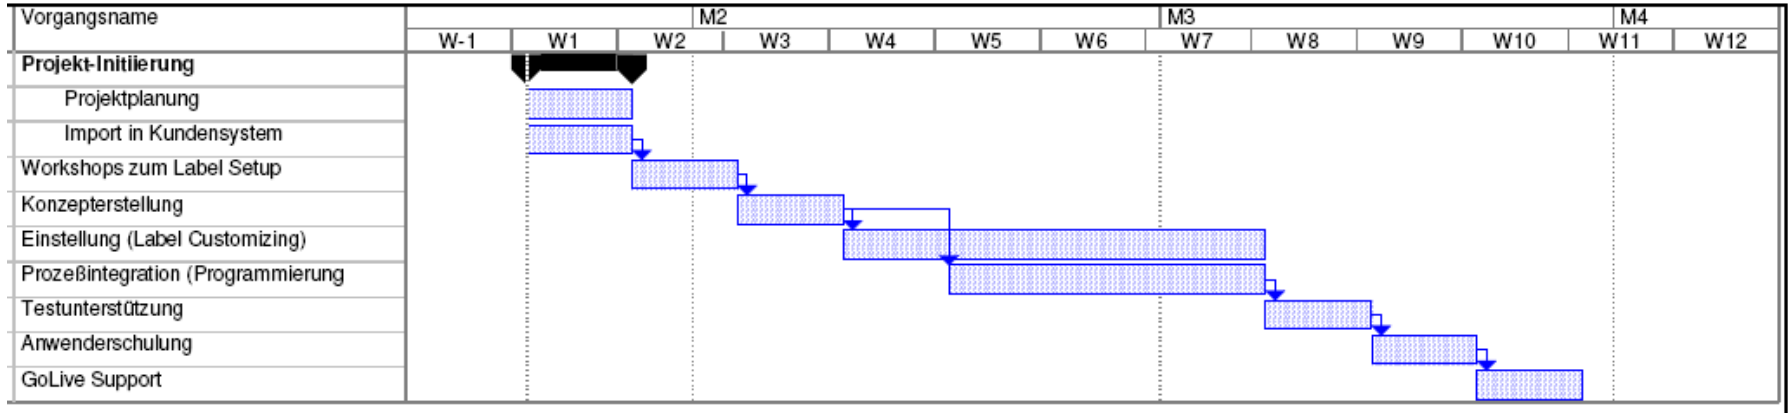 Vorgangsname
M2 M3 M4
W-1 W1 W2 W3 W4 W5 W6 W7 W8 W9 W10 W11 W12
Projekt-Initiierung
Projektplanung
Import in Kundensystem
Workshops zum Label Setup
Konzepterstellung
Einstellung (Label Customizing)
Prozeßintegration (Programmierung
Testunterstützung
Anwenderschulung
GoLive Support